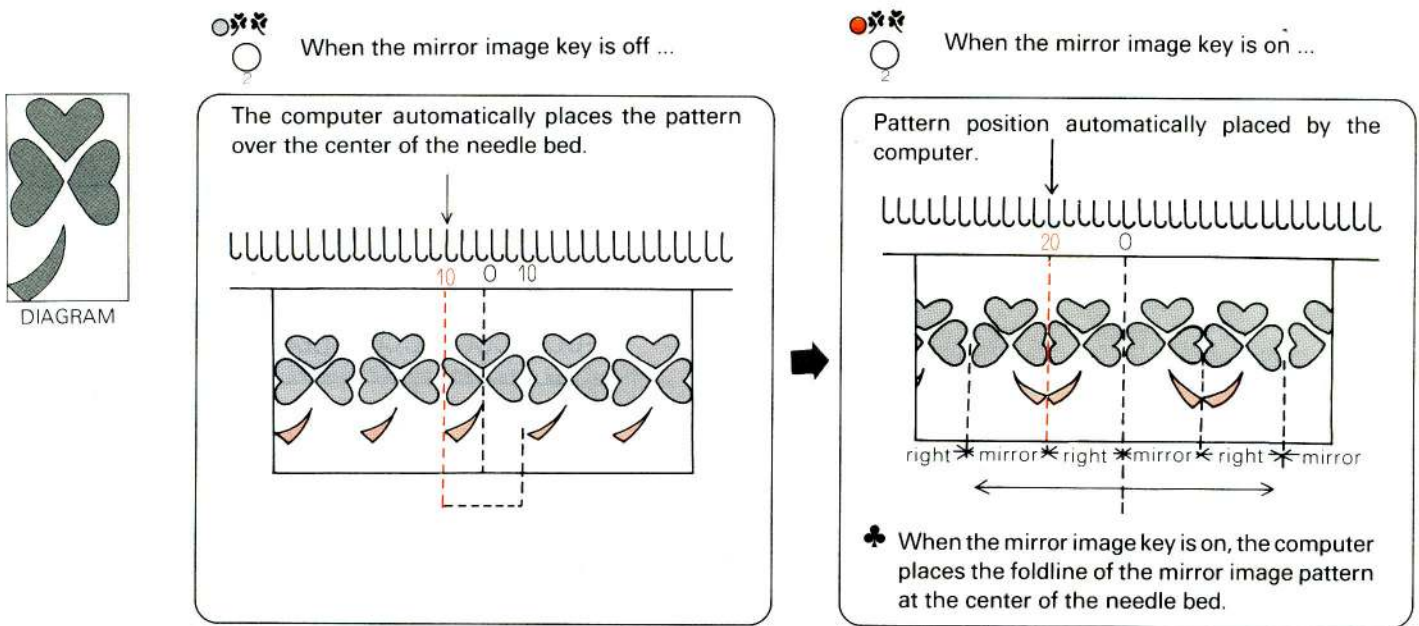 When the mirror image key is off ...
2
When the mirror image key is on ...
2
DIAGRAM
The computer automatically places the pattern
over the center of the needle bed.
10 0 10
Pattern position automatically placed by the
computer.
20 0
right mirror right mirror right mirror
♣ When the mirror image key is on, the computer
places the foldline of the mirror image pattern
at the center of the needle bed.